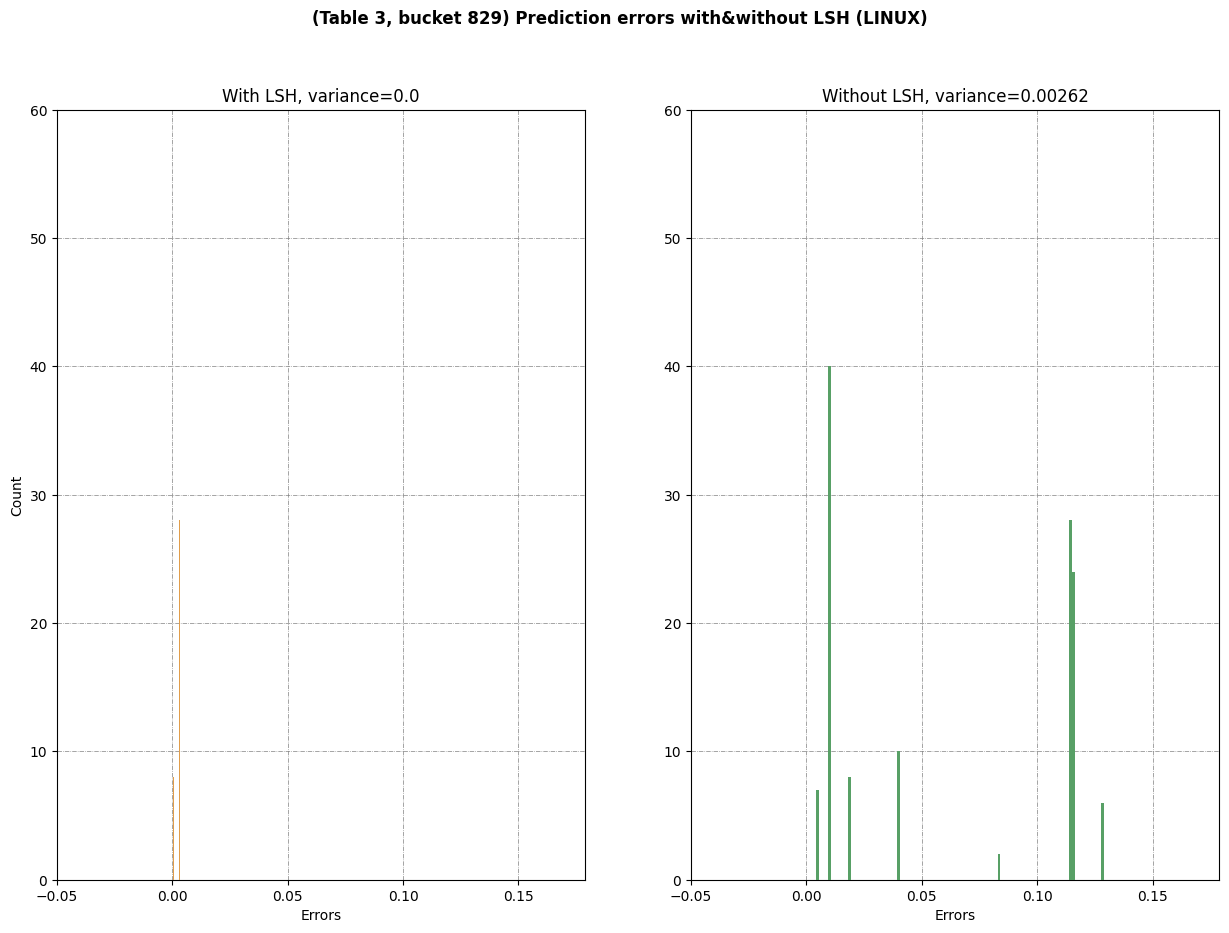 (Table 3, bucket 829) Prediction errors with&without LSH (LINUX)
With LSH, variance=0.0
60
50
40
30
20
10
0
Count
−0.05 0.00 0.05 0.10 0.15
Errors
Without LSH, variance=0.00262
60
50
40
30
20
10
0
−0.05 0.00 0.05 0.10 0.15
Errors